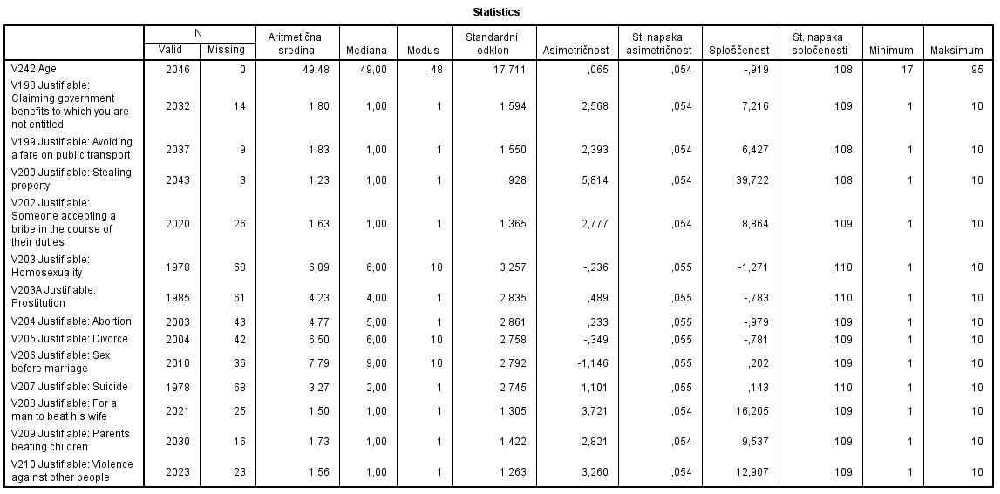 Statistics
N
Valid Missing Aritmetična sredina Mediana Modus Standardni odklon Asimetričnost St. napaka asimetričnost Sploščenost St. napaka sploščenosti Minimum Maksimum
V242 Age 2046 0 49,48 49,00 48 17,711 ,065 ,054 -,919 ,108 17 95
V198 Justifiable:
Claiming government
benefits to which you are
not entitled 2032 14 1,80 1,00 1 1,594 2,568 ,054 7,216 ,109 1 10
V199 Justifiable: Avoiding
a fare on public transport 2037 9 1,83 1,00 1 1,550 2,393 ,054 6,427 ,108 1 10
V200 Justifiable: Stealing
property 2043 3 1,23 1,00 1 ,928 5,814 ,054 39,722 ,108 1 10
V202 Justifiable:
Someone accepting a
bribe in the course of
their duties 2020 26 1,63 1,00 1 1,365 2,777 ,054 8,864 ,109 1 10
V203 Justifiable:
Homosexuality 1978 68 6,09 6,00 10 3,257 -,236 ,055 -1,271 ,110 1 10
V203A Justifiable:
Prostitution 1985 61 4,23 4,00 1 2,835 ,489 ,055 -,783 ,110 1 10
V204 Justifiable: Abortion 2003 43 4,77 5,00 1 2,861 ,233 ,055 -,979 ,109 1 10
V205 Justifiable: Divorce 2004 42 6,50 6,00 10 2,758 -,349 ,055 -,781 ,109 1 10
V206 Justifiable: Sex
before marriage 2010 36 7,79 9,00 10 2,792 -1,146 ,055 ,202 ,109 1 10
V207 Justifiable: Suicide 1978 68 3,27 2,00 1 2,745 1,101 ,055 ,143 ,110 1 10
V208 Justifiable: For a
man to beat his wife 2021 25 1,50 1,00 1 1,305 3,721 ,054 16,205 ,109 1 10
V209 Justifiable: Parents
beating children 2030 16 1,73 1,00 1 1,422 2,821 ,054 9,537 ,109 1 10
V210 Justifiable: Violence
against other people 2023 23 1,56 1,00 1 1,263 3,260 ,054 12,907 ,109 1 10